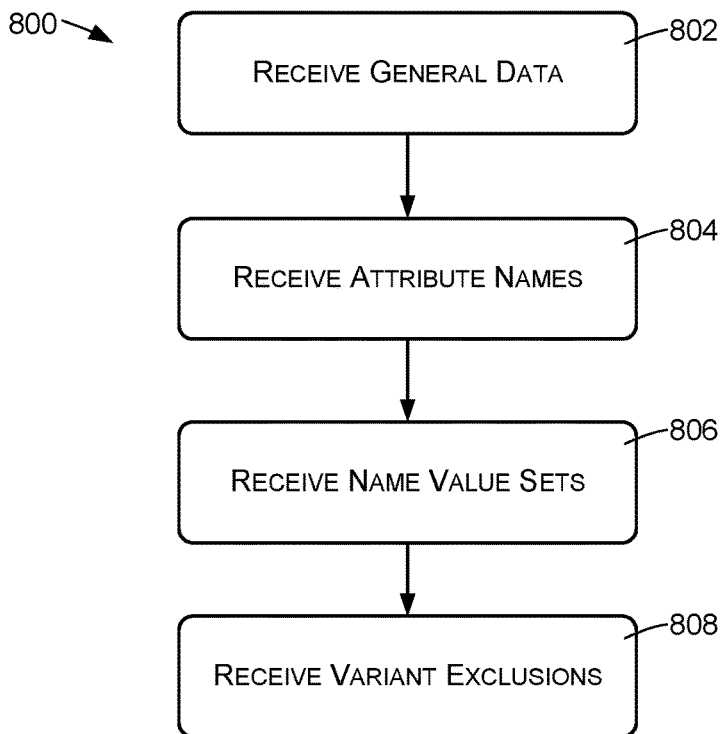 800
802
RECEIVE GENERAL DATA
804
RECEIVE ATTRIBUTE NAMES
806
RECEIVE NAME VALUE SETS
808
RECEIVE VARIANT EXCLUSIONS